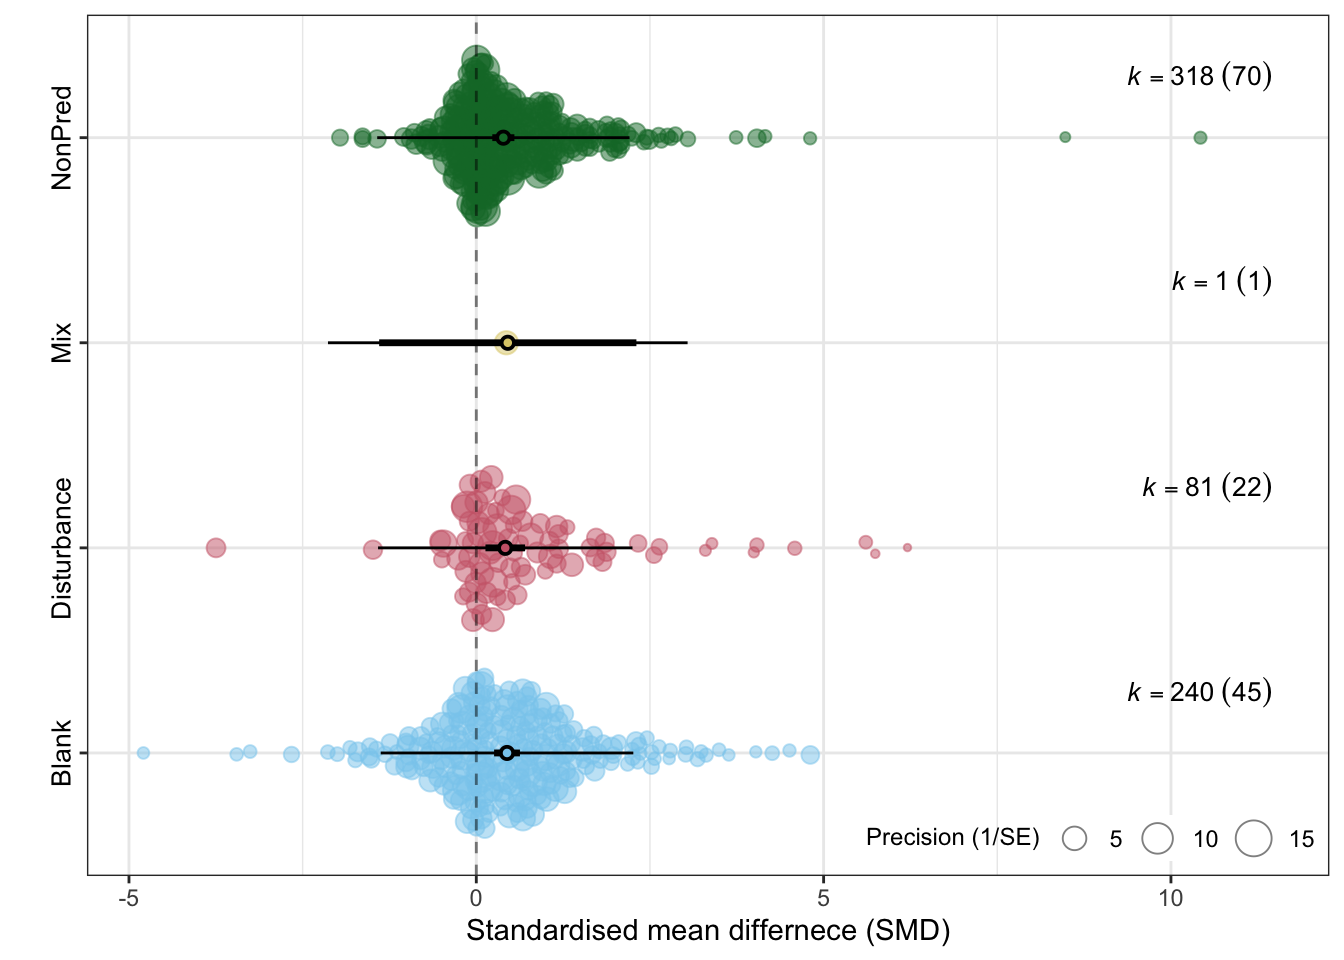 NonPred
k = 318 (70)
Mix
k = 1 (1)
Disturbance
k = 81 (22)
Blank
k = 240 (45)
Precision (1/SE) 5 10 15
-5 0 5 10
Standardised mean differnece (SMD)